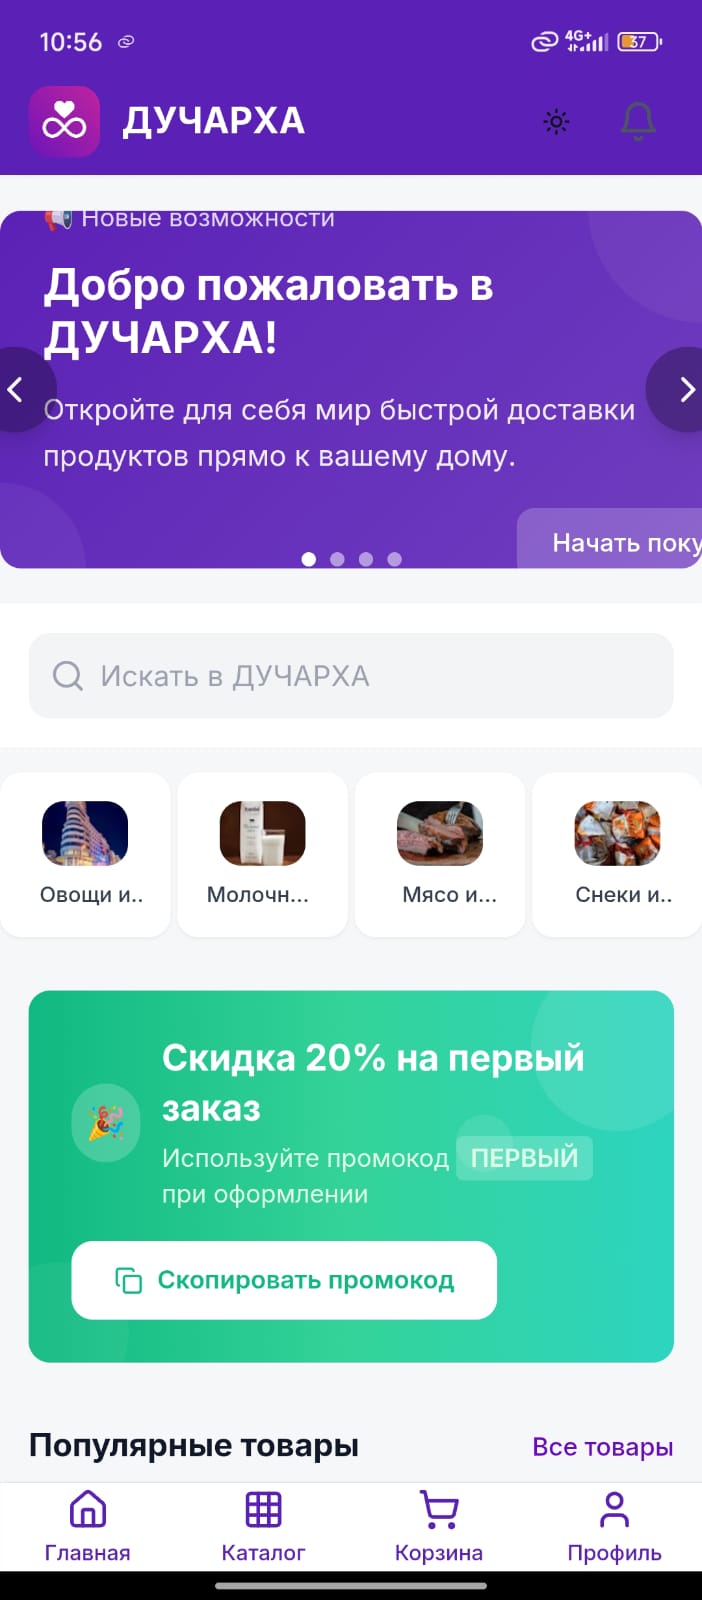 10:56
4G+
37
ДУЧАРХА
📢 Новые возможности
Добро пожаловать в
ДУЧАРХА!
Откройте для себя мир быстрой доставки
продуктов прямо к вашему дому.
Начать поку
Искать в ДУЧАРХА
Овощи и..
Молочн...
Мясо и...
Снеки и..
Скидка 20% на первый
заказ
Используйте промокод ПЕРВЫЙ
при оформлении
Скопировать промокод
Популярные товары
Все товары
Главная
Каталог
Корзина
Профиль